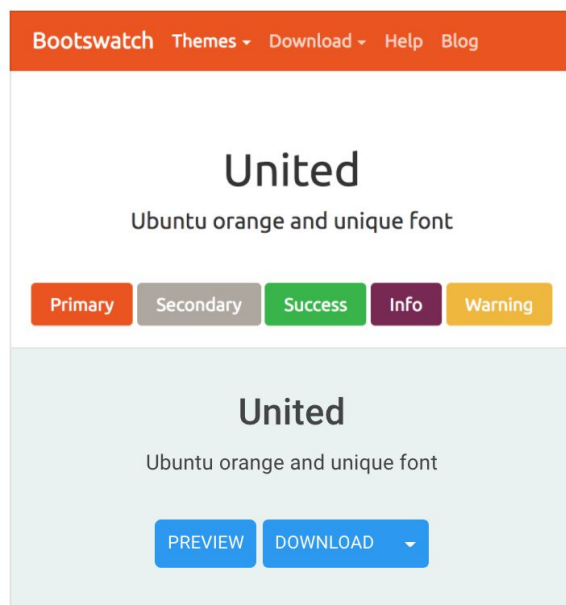 Bootswatch Themes Download Help Blog
United
Ubuntu orange and unique font
Primary Secondary Success Info Warning
United
Ubuntu orange and unique font
PREVIEW DOWNLOAD